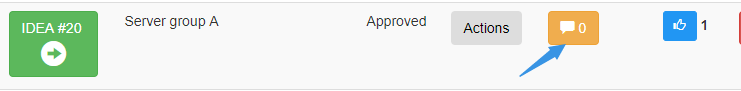 IDEA #20
Server group A
Approved
Actions
0
1